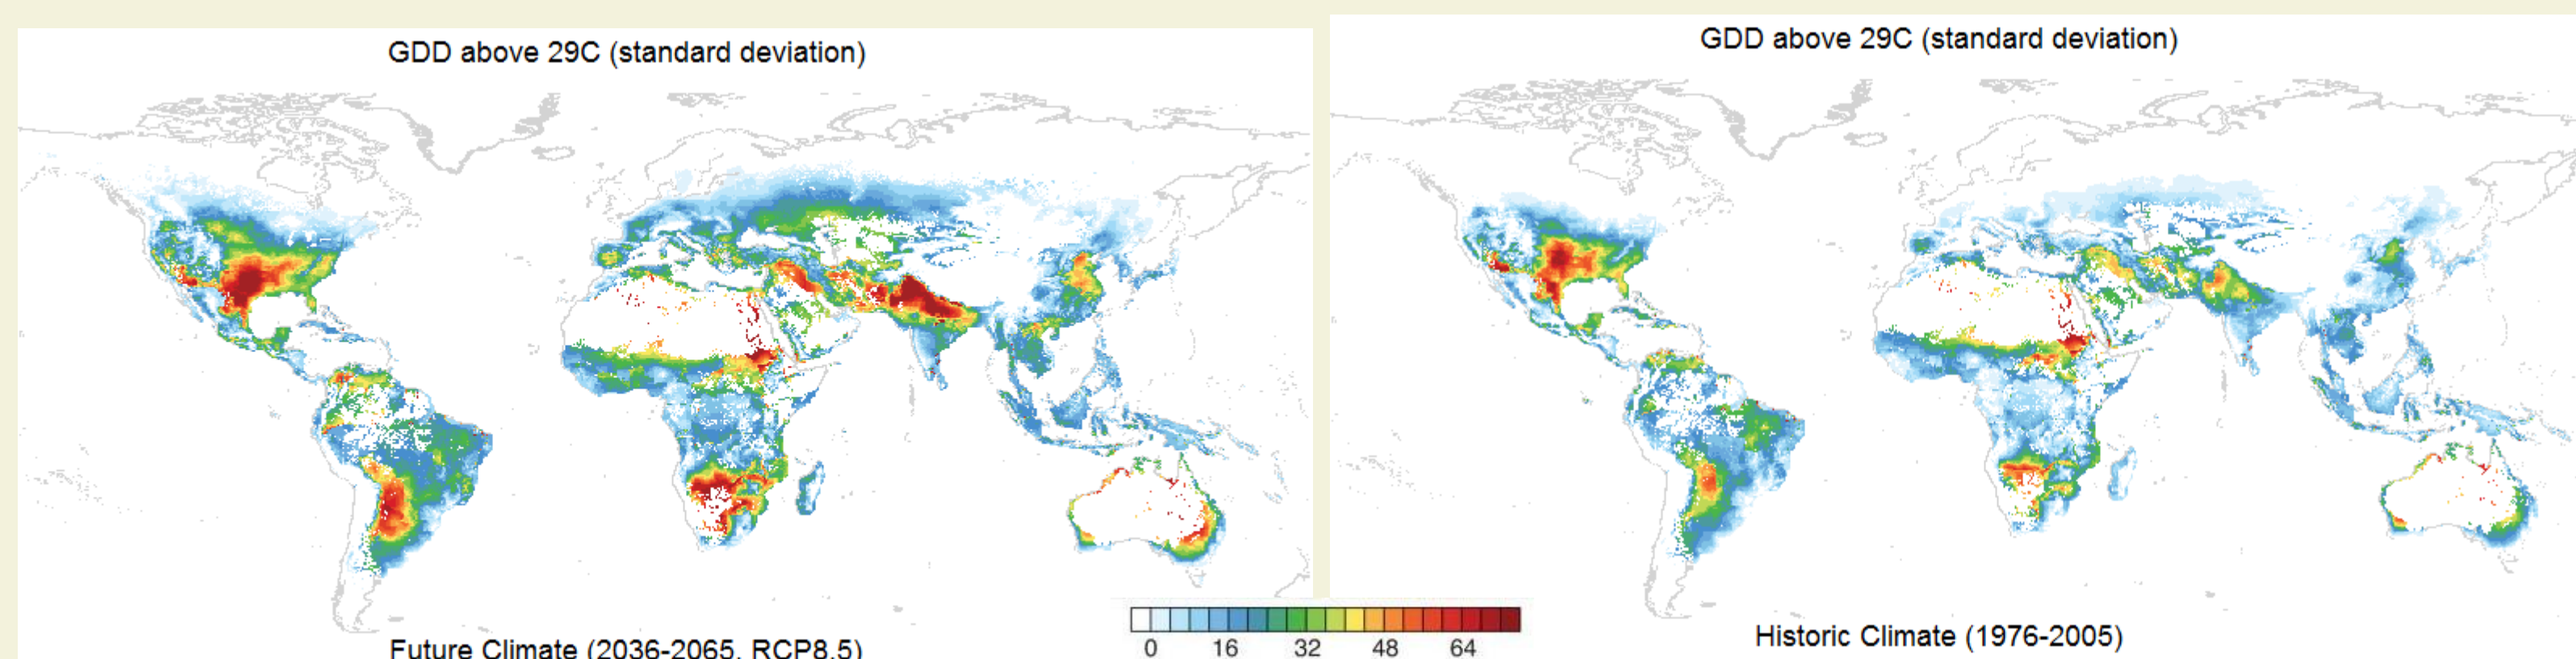 GDD above 29C (standard deviation)
GDD above 29C (standard deviation)
0 16 32 48 64
Future Climate (2036-2065, RCP8.5)
Historic Climate (1976-2005)